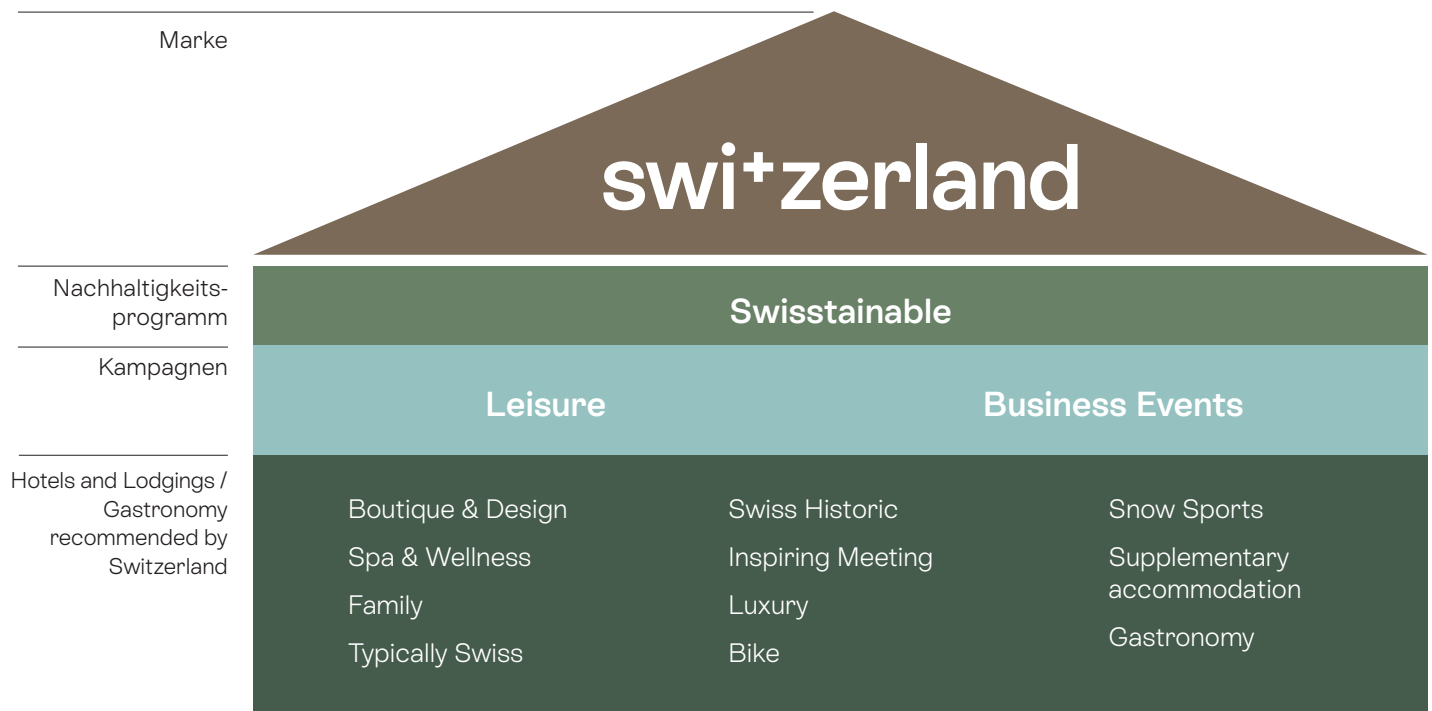 Marke
swi+zerland
Nachhaltigkeits-
programm
Swisstainable
Kampagnen
Leisure
Business Events
Hotels and Lodgings /
Gastronomy
recommended by
Switzerland
Boutique & Design
Spa & Wellness
Family
Typically Swiss
Swiss Historic
Inspiring Meeting
Luxury
Bike
Snow Sports
Supplementary
accommodation
Gastronomy